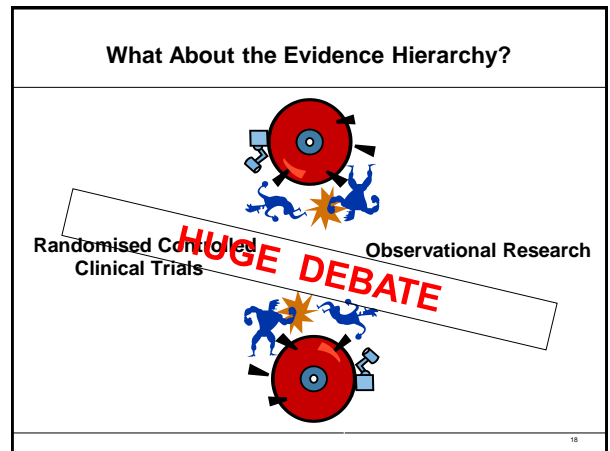 What About the Evidence Hierarchy?
Randomised Controlled
Clinical Trials
HUGE DEBATE
Observational Research
18